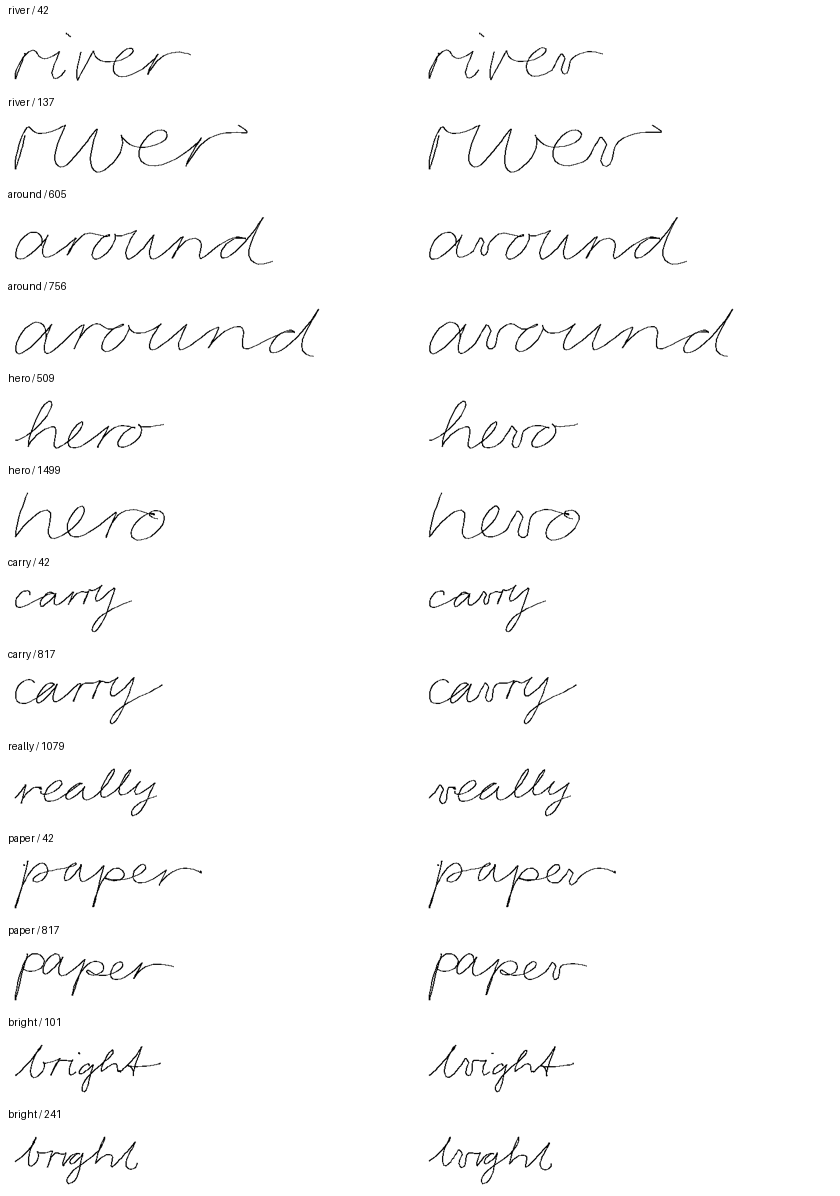 river / 42
river river
river / 137
river river
around / 605
around around
around / 756
around around
hero / 509
hero hero
hero / 1499
hero hero
carry / 42
carry carry
carry / 817
carry carry
really / 1079
really really
paper / 42
paper paper
paper / 817
paper paper
bright / 101
bright bright
bright / 241
bright bright